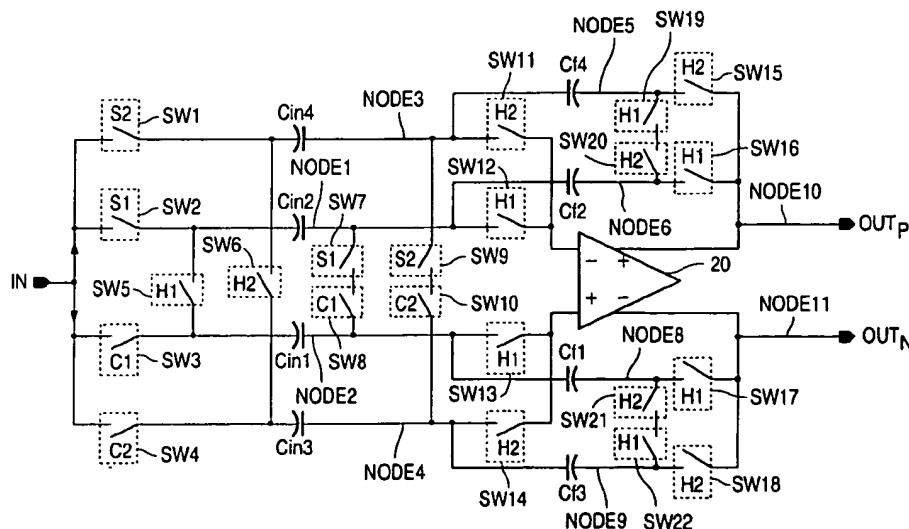 NODE5
SW19
SW11
Cf4
H2
SW15
Cin4
NODE3
H2
H1
S2
SW1
SW20
H2
H1
SW16
NODE1
SW12
S1
SW2
Cin2
SW7
H1
Cf2
NODE10
NODE6
OUTP
SW6
S1
S2
SW9
− +
20
IN
SW5
H1
H2
C1
C2
SW10
+ −
NODE11
OUTN
C1
SW3
Cin1
SW8
H1
Cf1
NODE8
NODE2
SW13
H2
H1
SW17
SW21
C2
SW4
Cin3
NODE4
H2
H1
H2
SW18
SW14
Cf3
NODE9
SW22